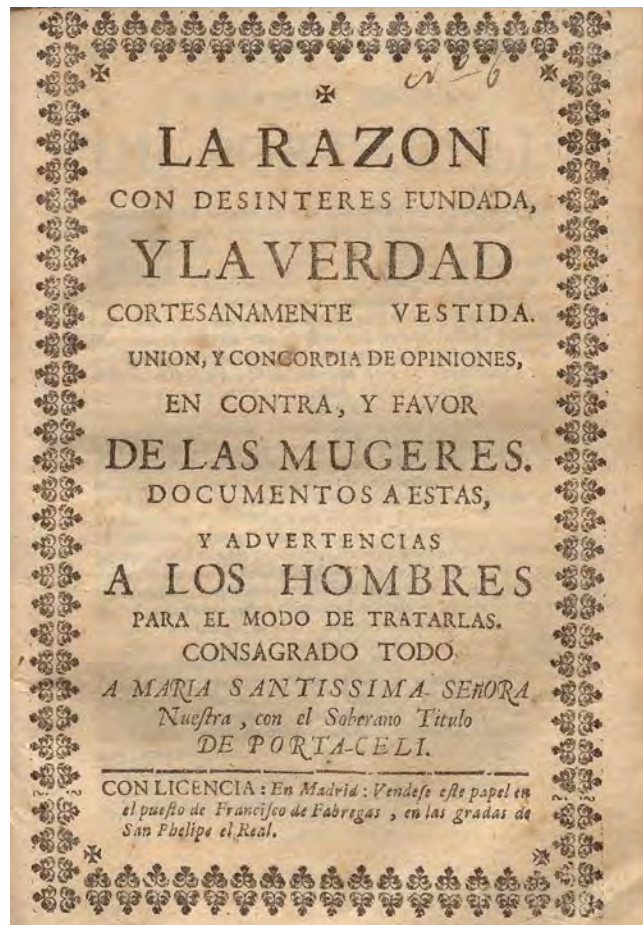 Nº 6
LA RAZON
CON DESINTERES FUNDADA,
Y LA VERDAD
CORTESANAMENTE VESTIDA.
UNION, Y CONCORDIA DE OPINIONES,
EN CONTRA, Y FAVOR
DE LAS MUGERES.
DOCUMENTOS A ESTAS,
Y ADVERTENCIAS
A LOS HOMBRES
PARA EL MODO DE TRATARLAS.
CONSAGRADO TODO
A MARIA SANTISSIMA SEñORA
Nueſtra, con el Soberano Titulo
DE PORTA-CELI.
CON LICENCIA: En Madrid: Vendeſe eſte papel en
el pueſto de Franciſco de Fabregas, en las gradas de
San Phelipe el Real.